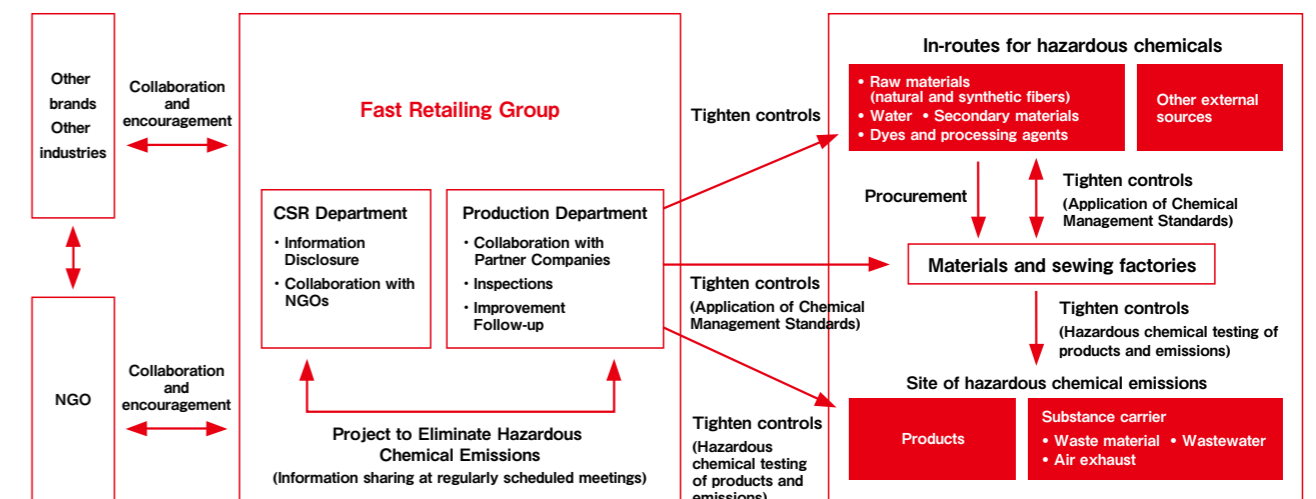 Other
brands
Other
industries
Collaboration
and
encouragement
NGO
Collaboration
and
encouragement
Fast Retailing Group
CSR Department
・Information
Disclosure
・Collaboration with
NGOs
Production Department
・Collaboration with
Partner Companies
・Inspections
・Improvement
Follow-up
Project to Eliminate Hazardous
Chemical Emissions
(Information sharing at regularly scheduled meetings)
Tighten controls
Tighten controls
(Application of Chemical
Management Standards)
Tighten controls
(Hazardous
chemical testing
of products and
emissions)
In-routes for hazardous chemicals
• Raw materials
(natural and synthetic fibers)
• Water • Secondary materials
• Dyes and processing agents
Other external
sources
Procurement
Tighten controls
(Application of Chemical
Management Standards)
Materials and sewing factories
Tighten controls
(Hazardous chemical testing of
products and emissions)
Site of hazardous chemical emissions
Products
Substance carrier
• Waste material • Wastewater
• Air exhaust